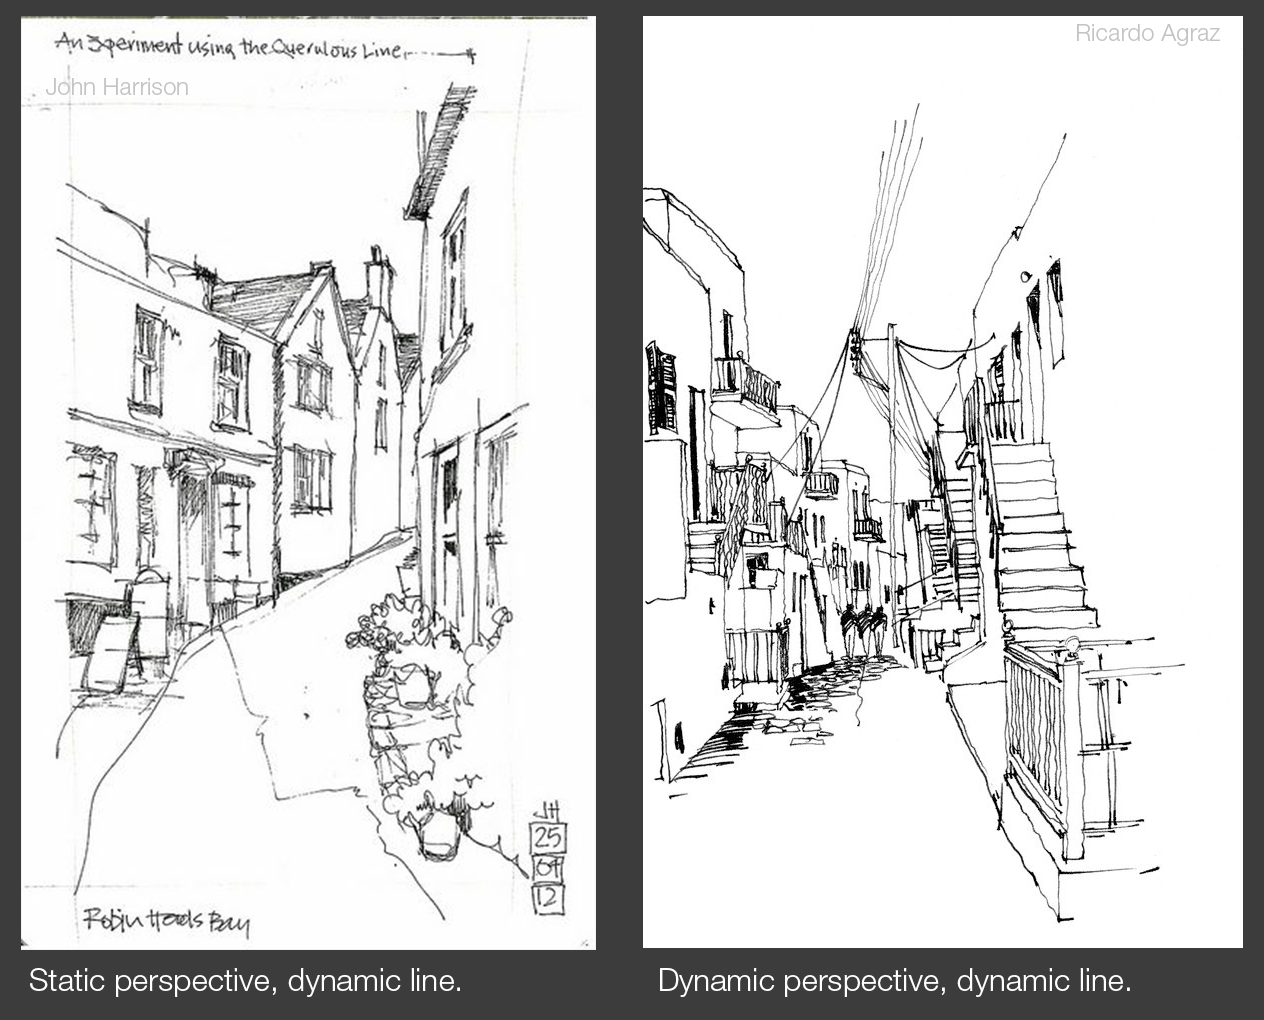 An Experiment using the Querulous Line,
John Harrison
Ricardo Agraz
JH
25
04
12
Robin Hoods Bay
Static perspective, dynamic line.
Dynamic perspective, dynamic line.